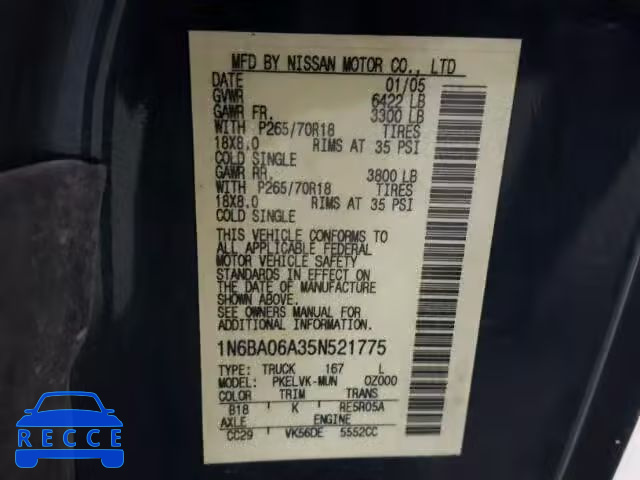 MFD BY NISSAN MOTOR CO., LTD
DATE 01/05
GVWR 6422 LB
GAWR FR. 3300 LB
WITH P265/70R18 TIRES
18X8.0 RIMS AT 35 PSI
COLD SINGLE
GAWR RR. 3800 LB
WITH P265/70R18 TIRES
18X8.0 RIMS AT 35 PSI
COLD SINGLE
THIS VEHICLE CONFORMS TO
ALL APPLICABLE FEDERAL
MOTOR VEHICLE SAFETY
STANDARDS IN EFFECT ON
THE DATE OF MANUFACTURE
SHOWN ABOVE.
SEE OWNERS MANUAL FOR
ADDITIONAL INFORMATION
1N6BA06A35N521775
TYPE: TRUCK 167 L
MODEL: PKELVK-MUN 0Z000
COLOR TRIM TRANS
B18 K RE5R05A
AXLE ENGINE
CC29 VK56DE 5552CC
RECCE